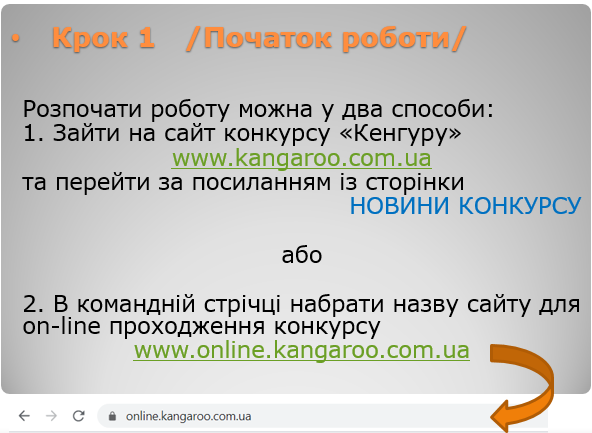 • Крок 1 /Початок роботи/
Розпочати роботу можна у два способи:
1. Зайти на сайт конкурсу «Кенгуру»
www.kangaroo.com.ua
та перейти за посиланням із сторінки
НОВИНИ КОНКУРСУ
або
2. В командній стрічці набрати назву сайту для
on-line проходження конкурсу
www.online.kangaroo.com.ua
online.kangaroo.com.ua